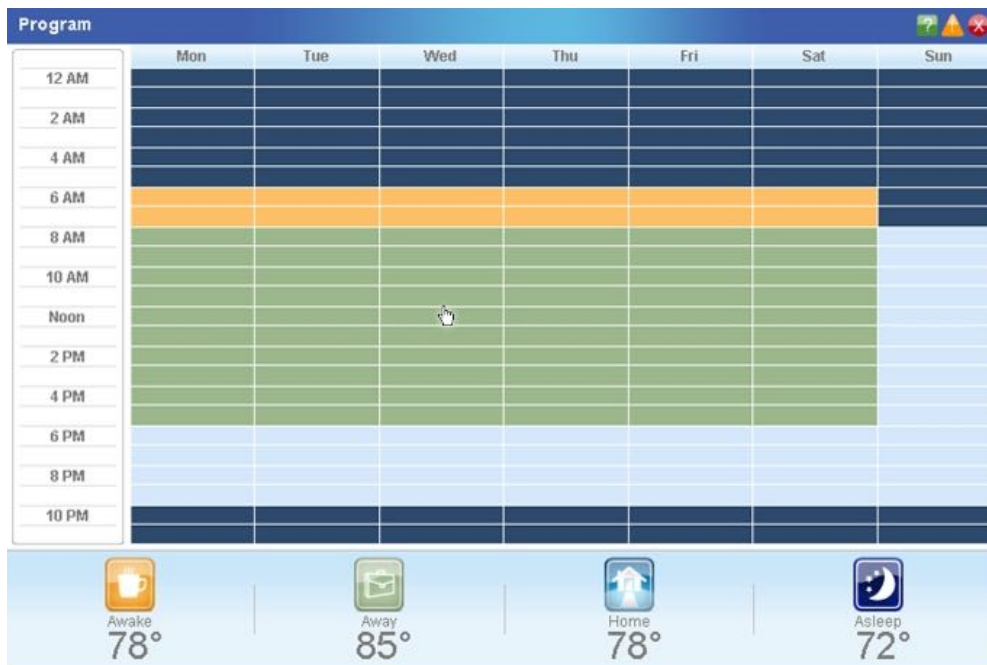 Program
?
Mon Tue Wed Thu Fri Sat Sun
12 AM
2 AM
4 AM
6 AM
8 AM
10 AM
Noon
2 PM
4 PM
6 PM
8 PM
10 PM
Awake Away Home Asleep
78° 85° 78° 72°